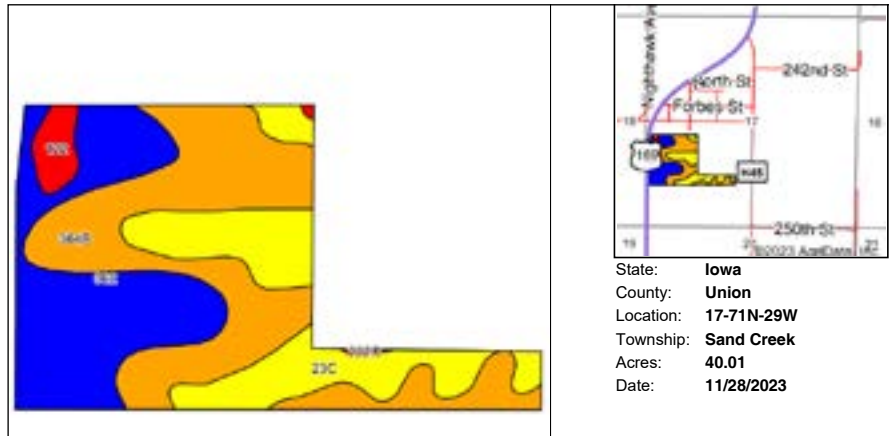 23C
Nighthawk Av
North St
242nd St
Forbes St
18
17
16
169
H45
250th St
19
©2023 AgriData, Inc.
State: Iowa
County: Union
Location: 17-71N-29W
Township: Sand Creek
Acres: 40.01
Date: 11/28/2023